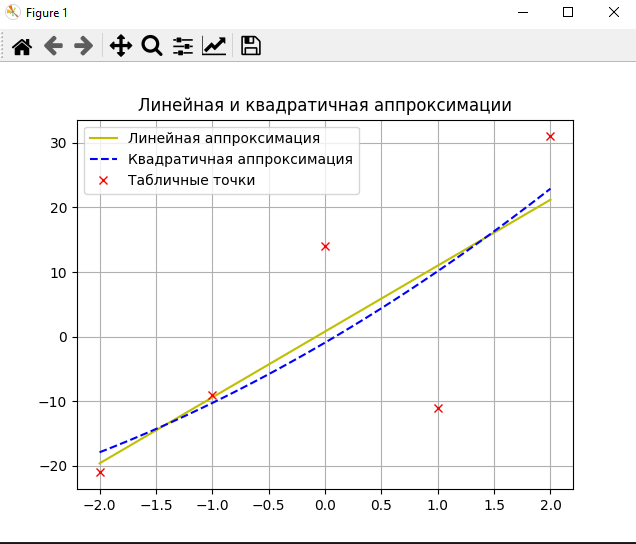 Figure 1
Линейная и квадратичная аппроксимации
Линейная аппроксимация
Квадратичная аппроксимация
Табличные точки
30
20
10
0
−10
−20
−2.0 −1.5 −1.0 −0.5 0.0 0.5 1.0 1.5 2.0